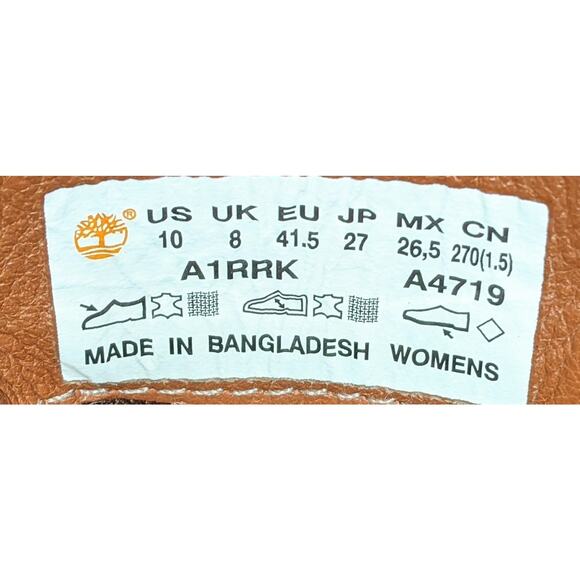 ® US UK EU JP MX CN
10 8 41.5 27 26,5 270(1.5)
A1RRK A4719
MADE IN BANGLADESH WOMENS